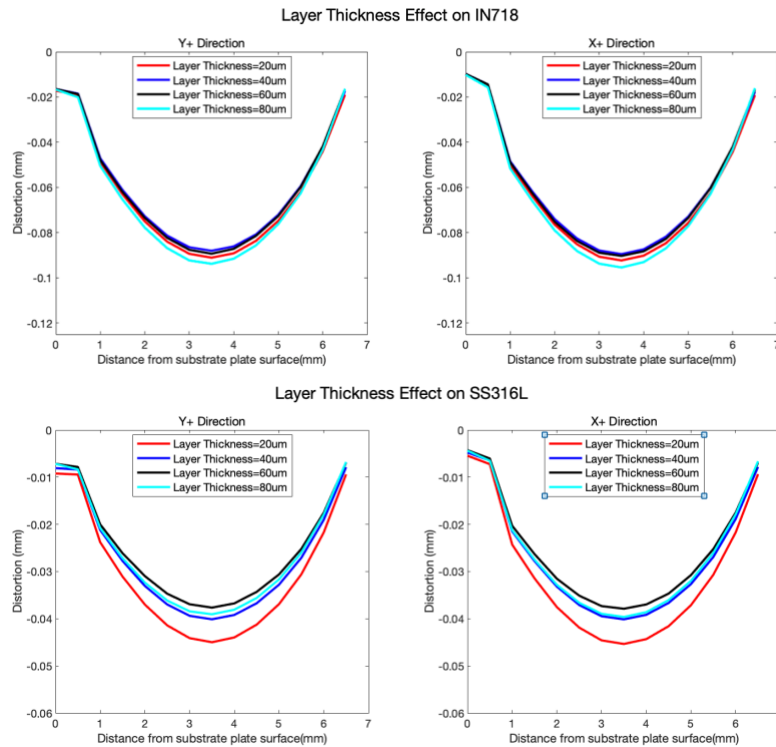 Layer Thickness Effect on IN718
Y+ Direction
Layer Thickness=20um
Layer Thickness=40um
Layer Thickness=60um
Layer Thickness=80um
0
-0.02
-0.04
-0.06
-0.08
-0.1
-0.12
Distortion (mm)
0 1 2 3 4 5 6 7
Distance from substrate plate surface(mm)
X+ Direction
Layer Thickness=20um
Layer Thickness=40um
Layer Thickness=60um
Layer Thickness=80um
0
-0.02
-0.04
-0.06
-0.08
-0.1
-0.12
Distortion (mm)
0 1 2 3 4 5 6 7
Distance from substrate plate surface(mm)
Layer Thickness Effect on SS316L
Y+ Direction
Layer Thickness=20um
Layer Thickness=40um
Layer Thickness=60um
Layer Thickness=80um
0
-0.01
-0.02
-0.03
-0.04
-0.05
-0.06
Distortion (mm)
0 1 2 3 4 5 6 7
Distance from substrate plate surface(mm)
X+ Direction
Layer Thickness=20um
Layer Thickness=40um
Layer Thickness=60um
Layer Thickness=80um
0
-0.01
-0.02
-0.03
-0.04
-0.05
-0.06
Distortion (mm)
0 1 2 3 4 5 6 7
Distance from substrate plate surface(mm)